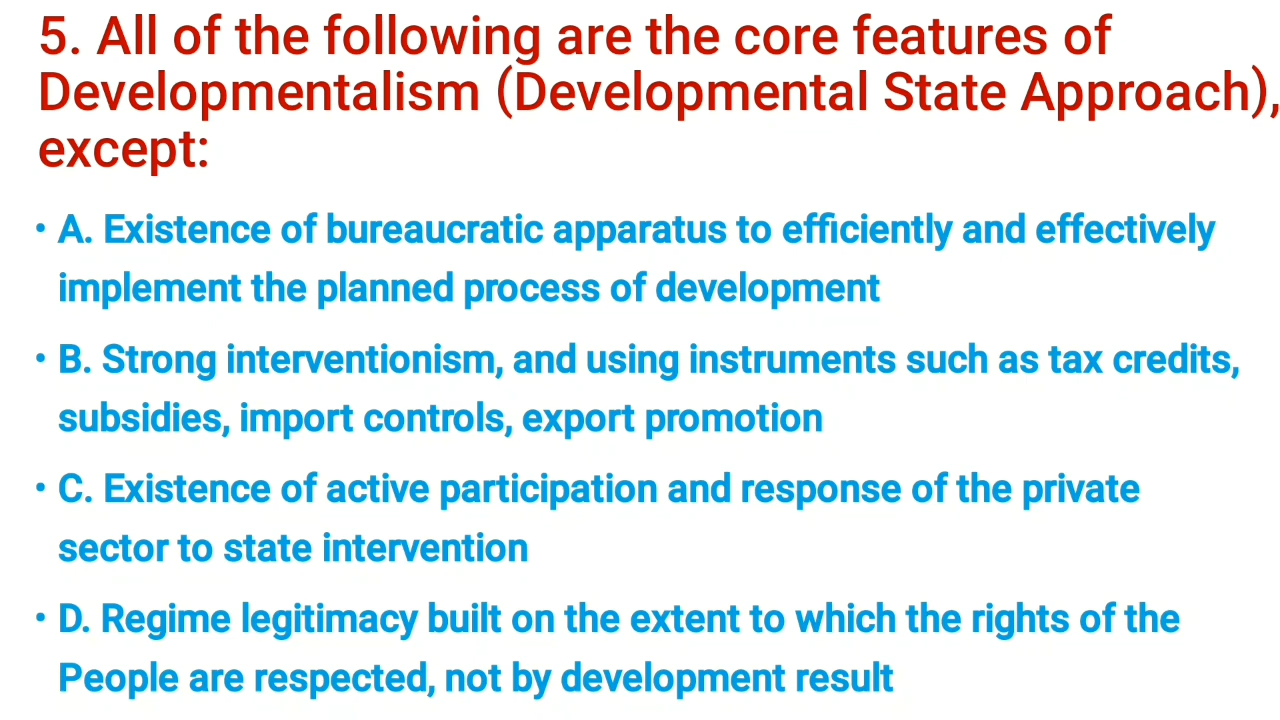 5. All of the following are the core features of
Developmentalism (Developmental State Approach),
except:
• A. Existence of bureaucratic apparatus to efficiently and effectively
implement the planned process of development
• B. Strong interventionism, and using instruments such as tax credits,
subsidies, import controls, export promotion
• C. Existence of active participation and response of the private
sector to state intervention
• D. Regime legitimacy built on the extent to which the rights of the
People are respected, not by development result